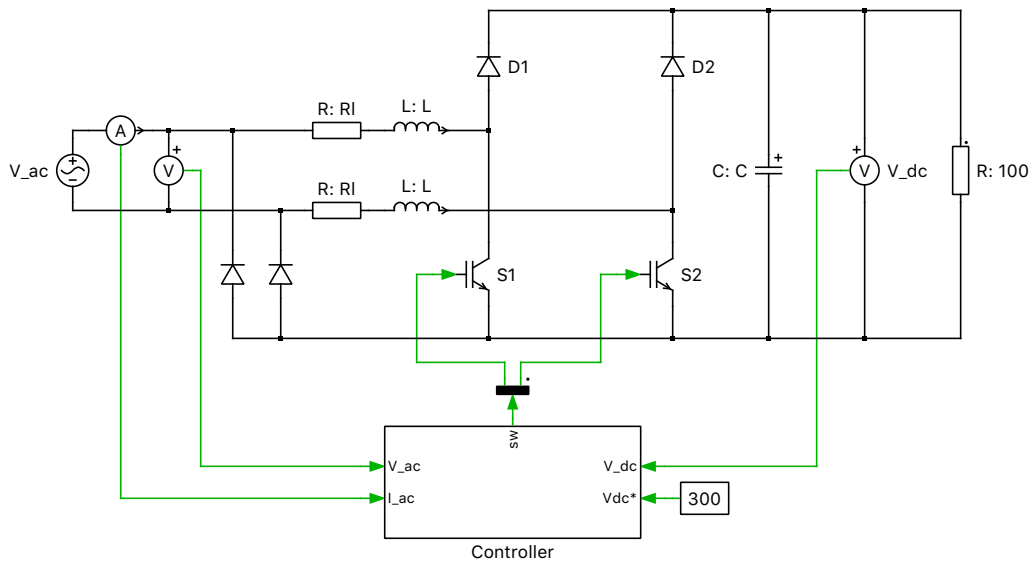 D1
D2
R: Rl
L: L
A
V_ac
V
C: C
V
V_dc
R: 100
R: Rl
L: L
S1
S2
sw
V_ac
V_dc
I_ac
Vdc*
300
Controller